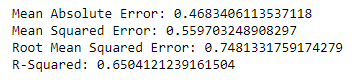 Mean Absolute Error: 0.4683406113537118
Mean Squared Error: 0.559703248908297
Root Mean Squared Error: 0.7481331759174279
R-Squared: 0.6504121239161504